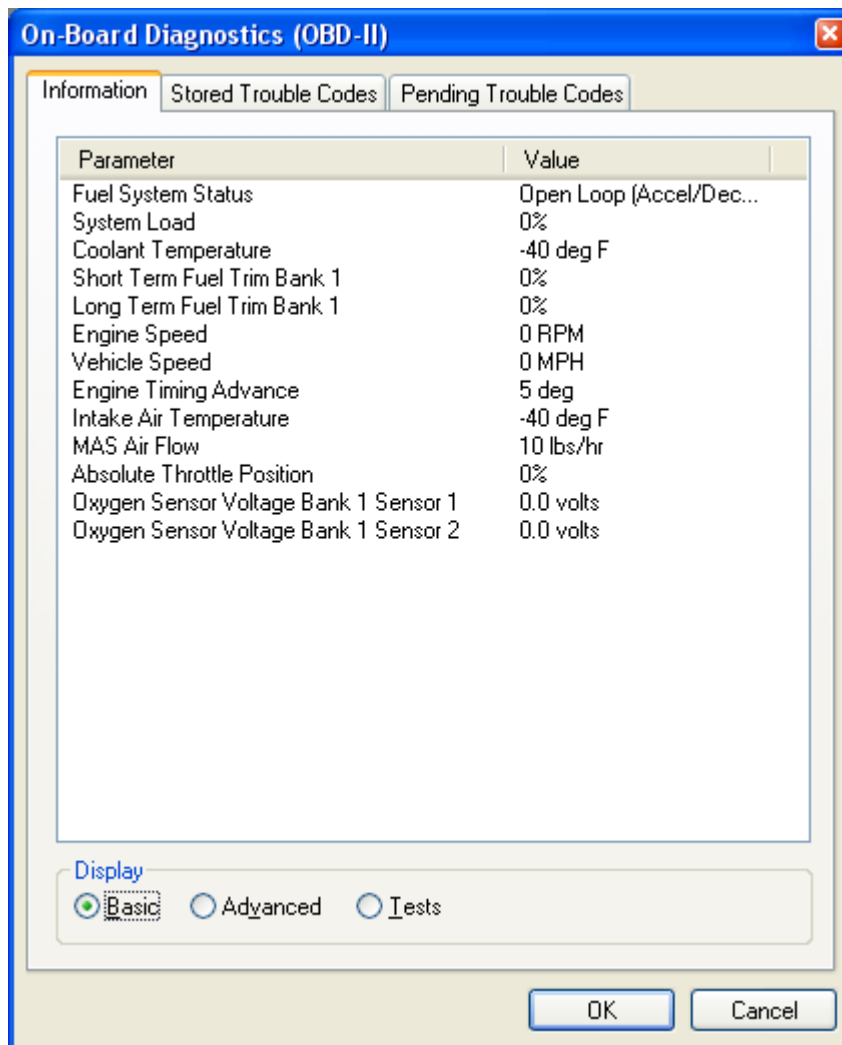 On-Board Diagnostics (OBD-II)
Information Stored Trouble Codes Pending Trouble Codes
Parameter Value
Fuel System Status Open Loop (Accel/Dec...
System Load 0%
Coolant Temperature -40 deg F
Short Term Fuel Trim Bank 1 0%
Long Term Fuel Trim Bank 1 0%
Engine Speed 0 RPM
Vehicle Speed 0 MPH
Engine Timing Advance 5 deg
Intake Air Temperature -40 deg F
MAS Air Flow 10 lbs/hr
Absolute Throttle Position 0%
Oxygen Sensor Voltage Bank 1 Sensor 1 0.0 volts
Oxygen Sensor Voltage Bank 1 Sensor 2 0.0 volts
Display
Basic Advanced Tests
OK Cancel